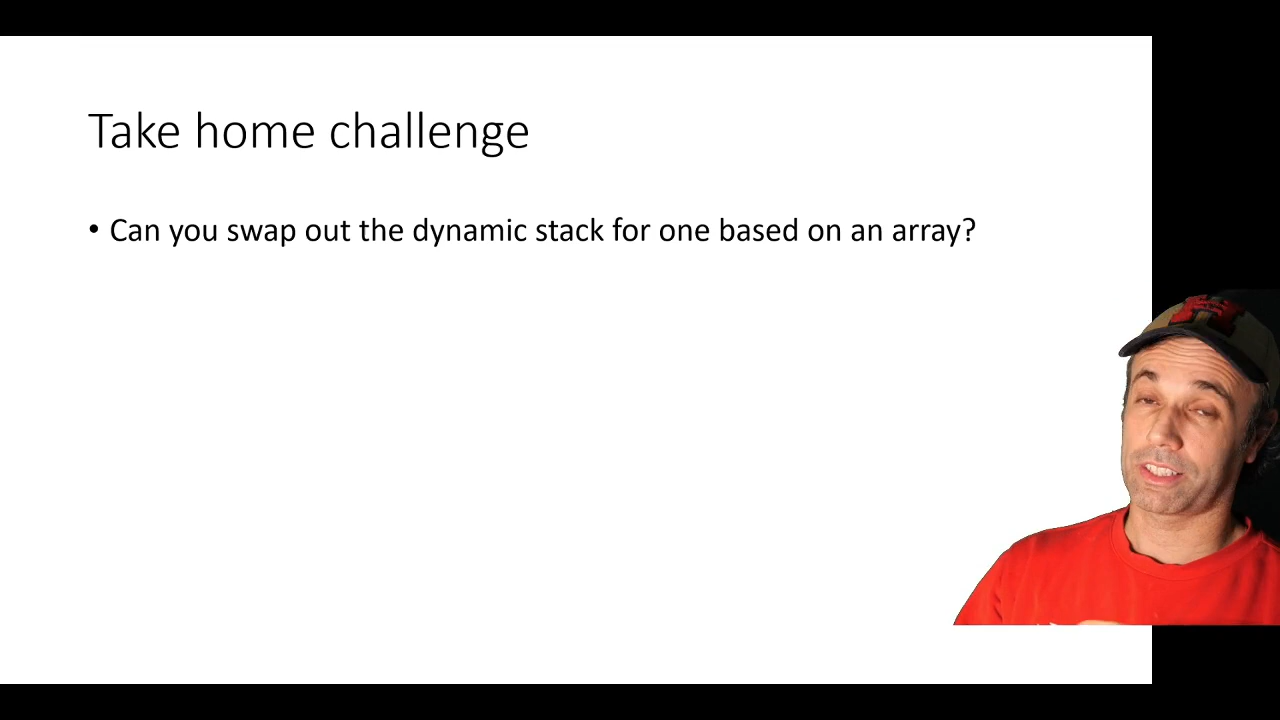 Take home challenge
• Can you swap out the dynamic stack for one based on an array?
H